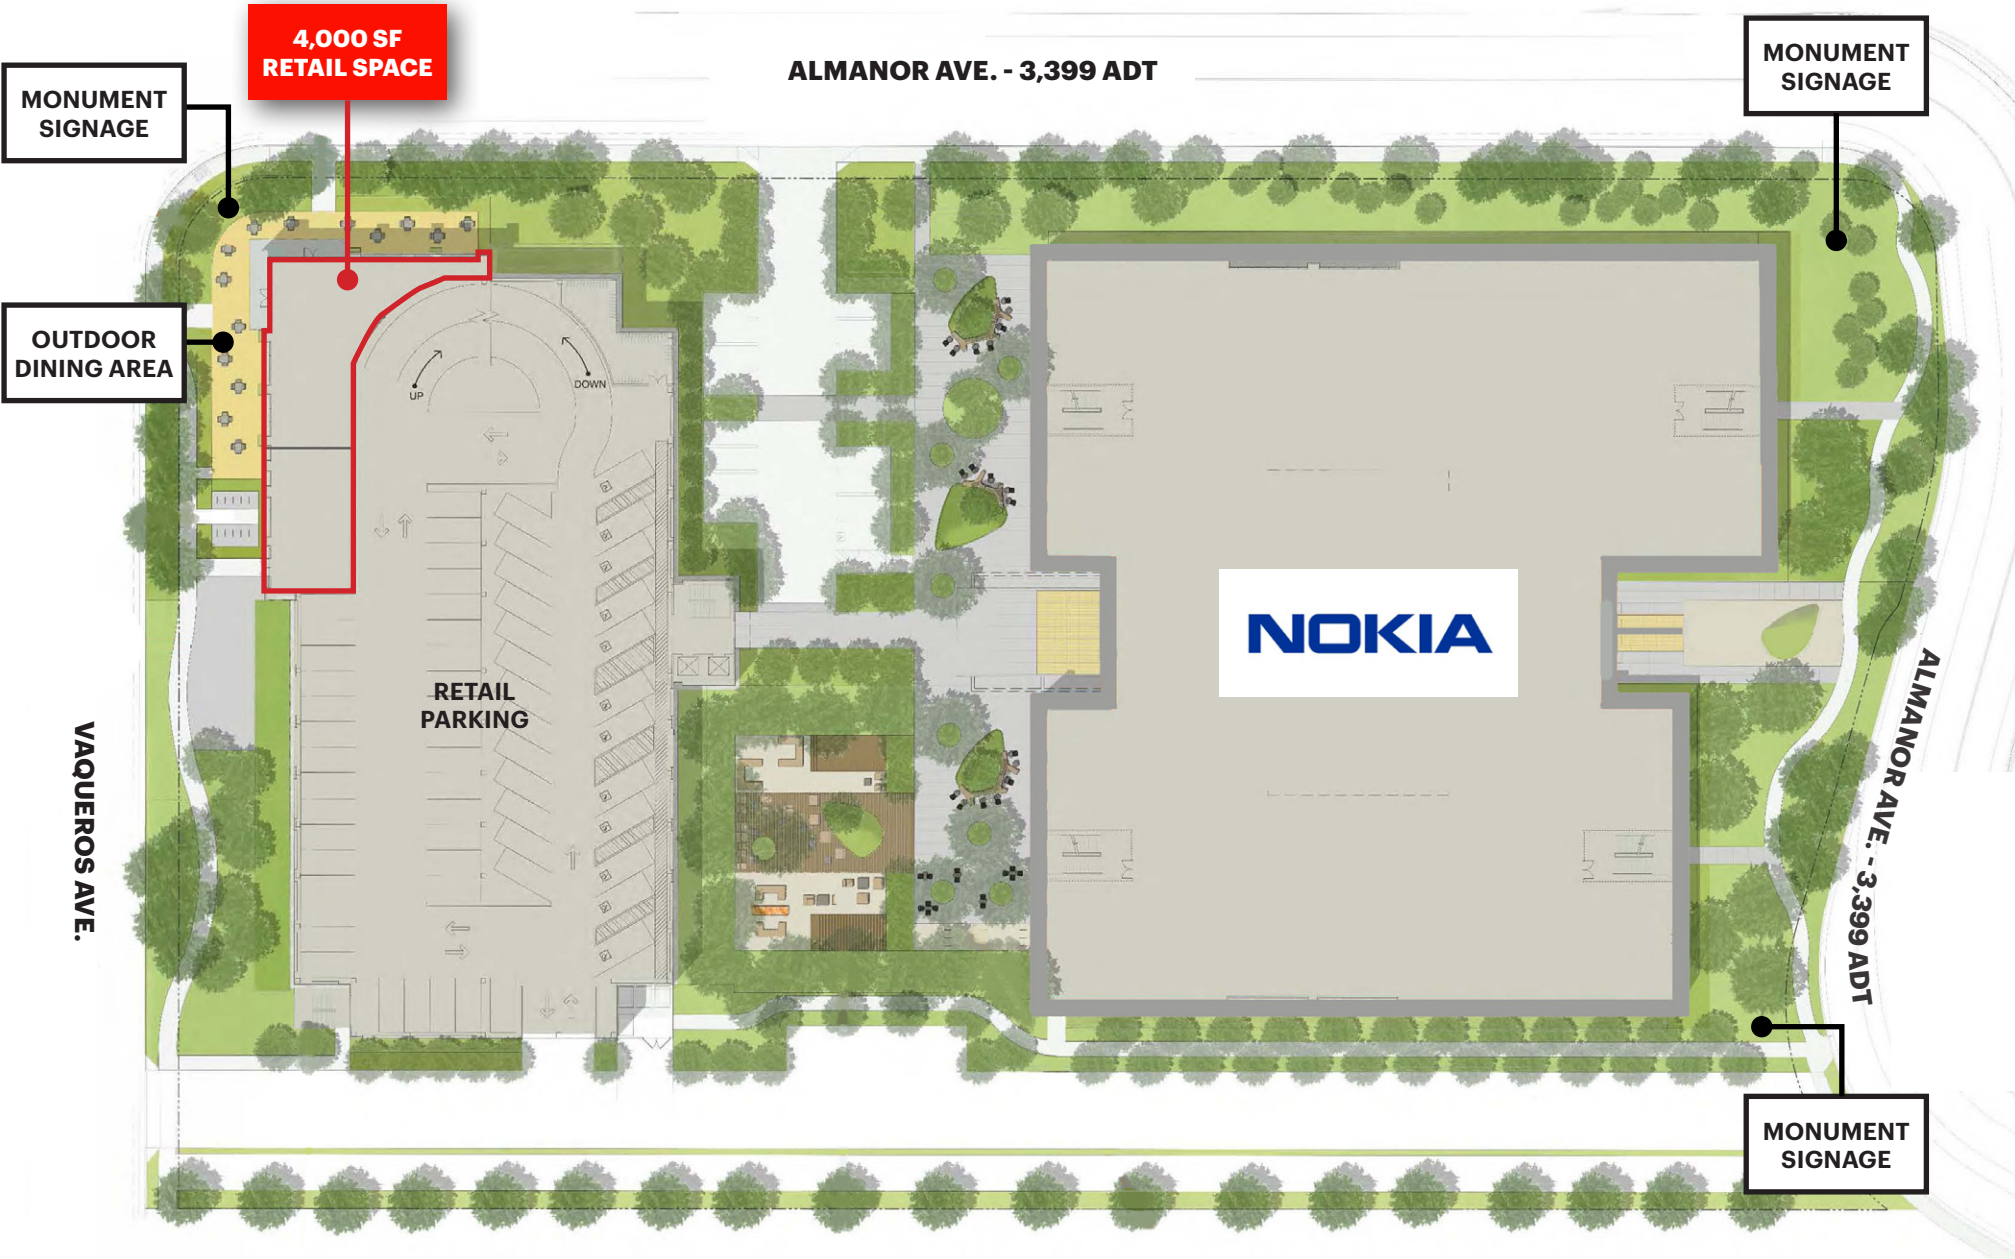 4,000 SF
RETAIL SPACE
ALMANOR AVE. - 3,399 ADT
MONUMENT
SIGNAGE
MONUMENT
SIGNAGE
OUTDOOR
DINING AREA
UP
DOWN
NOKIA
RETAIL
PARKING
VAQUEROS AVE.
ALMANOR AVE. - 3,399 ADT
MONUMENT
SIGNAGE